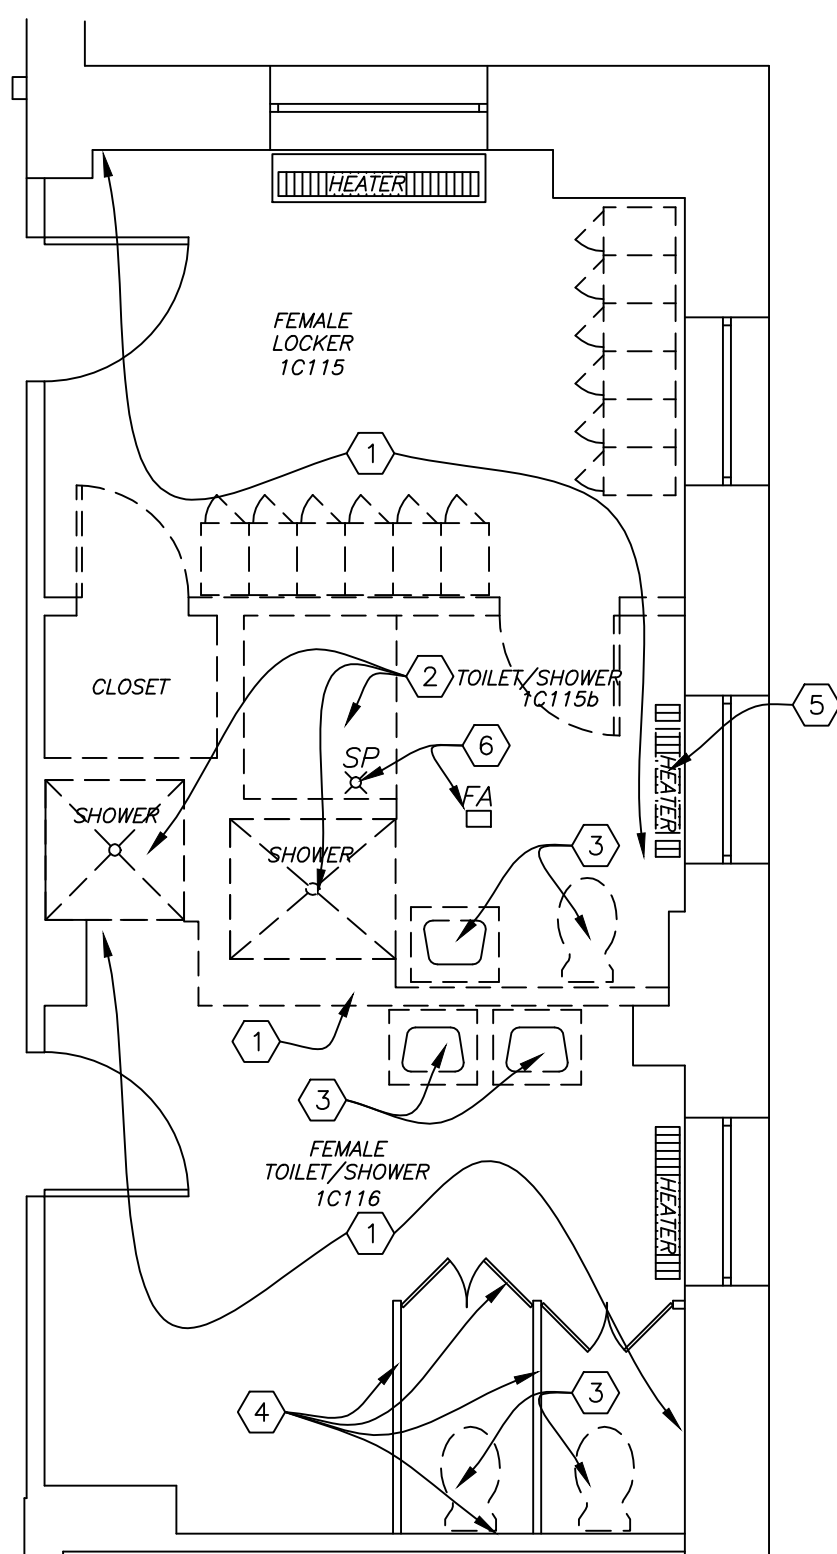 HEATER
FEMALE
LOCKER
1C115
1
2
TOILET/SHOWER
1C115b
CLOSET
5
6
SP
HEATER
FA
SHOWER
SHOWER
3
1
3
FEMALE
TOILET/SHOWER
1C116
HEATER
1
3
4